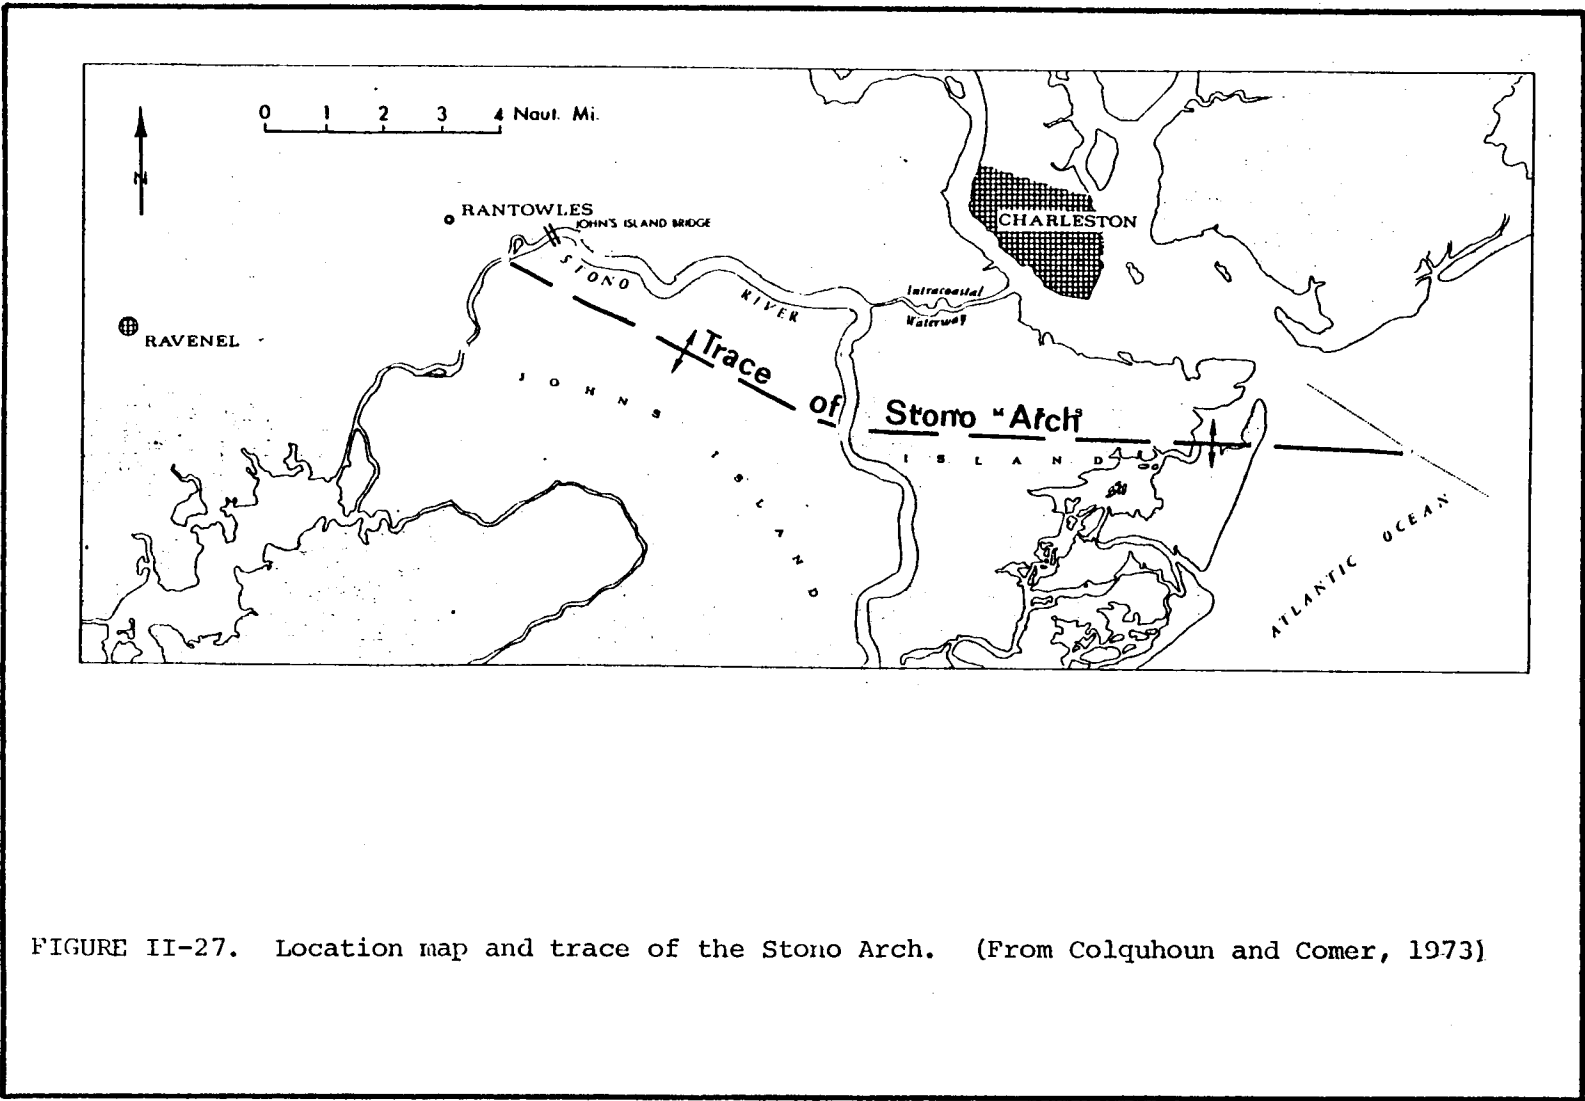 0 1 2 3 4 Naut. Mi.
N
RANTOWLES
JOHN'S ISLAND BRIDGE
CHARLESTON
STONO
RIVER
Intracoastal
Waterway
RAVENEL
Trace
of
Stono Arch
JOHNS
ISLAND
ISLAND
ATLANTIC OCEAN
FIGURE II-27. Location map and trace of the Stono Arch. (From Colquhoun and Comer, 1973)